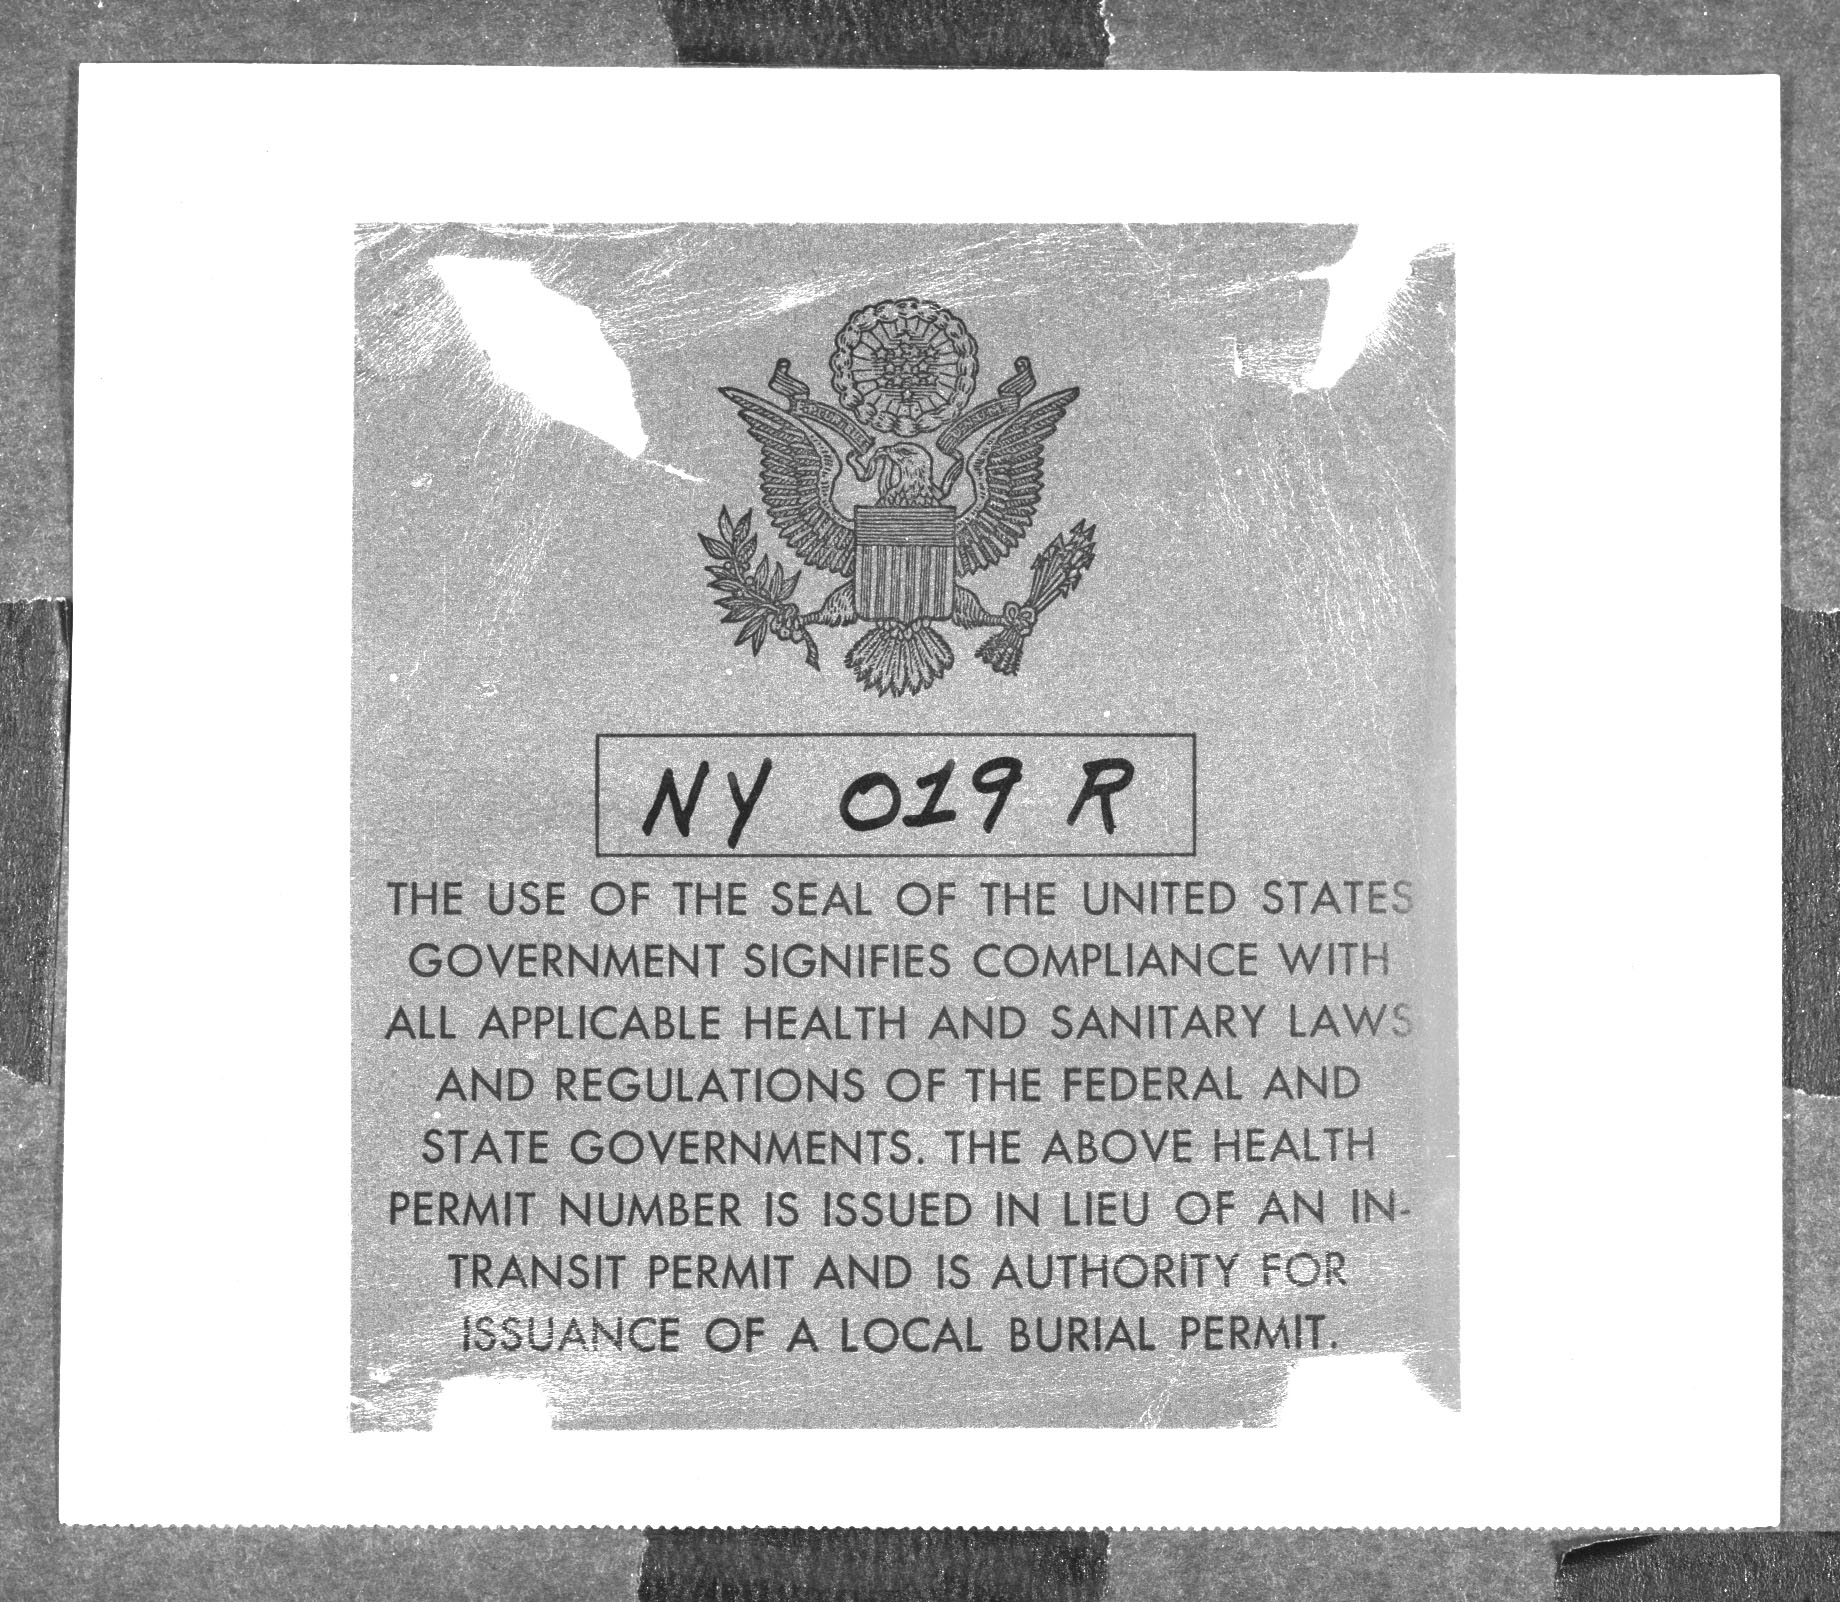 NY 019 R
THE USE OF THE SEAL OF THE UNITED STATES
GOVERNMENT SIGNIFIES COMPLIANCE WITH
ALL APPLICABLE HEALTH AND SANITARY LAWS
AND REGULATIONS OF THE FEDERAL AND
STATE GOVERNMENTS. THE ABOVE HEALTH
PERMIT NUMBER IS ISSUED IN LIEU OF AN IN-
TRANSIT PERMIT AND IS AUTHORITY FOR
ISSUANCE OF A LOCAL BURIAL PERMIT.